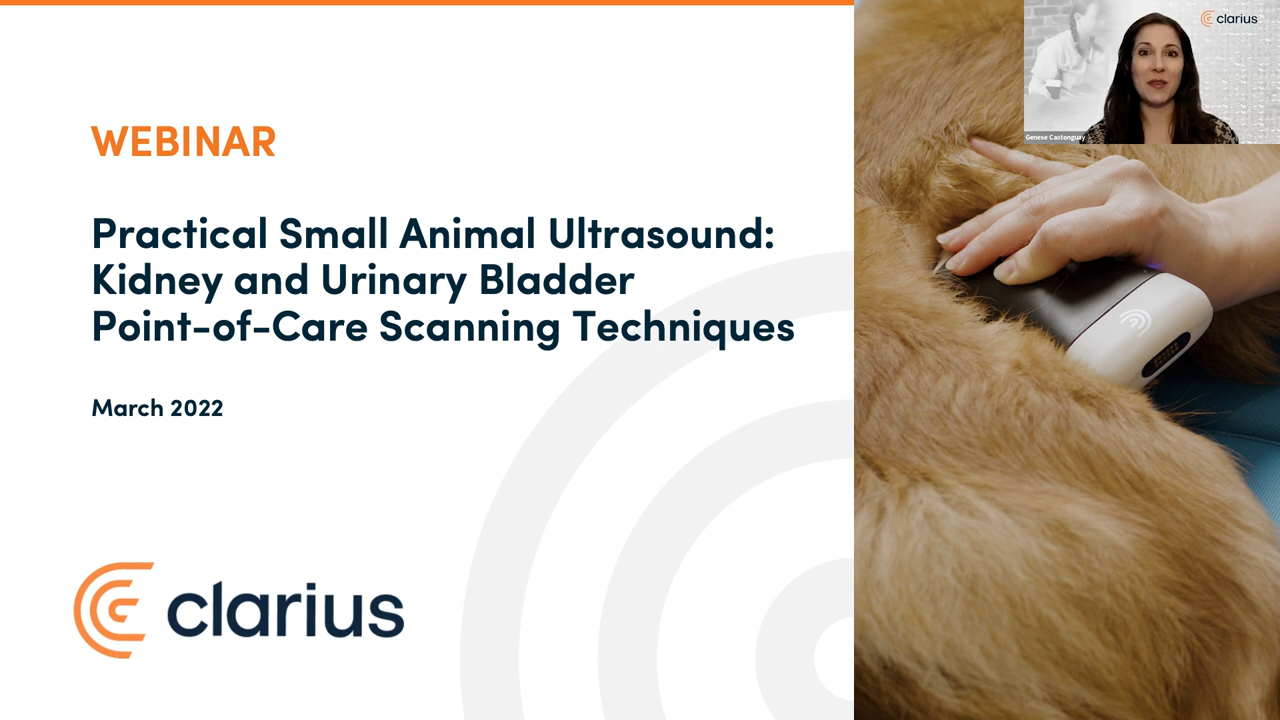 WEBINAR
Practical Small Animal Ultrasound:
Kidney and Urinary Bladder
Point-of-Care Scanning Techniques
March 2022
clarius
clarius
Genese Castonguay